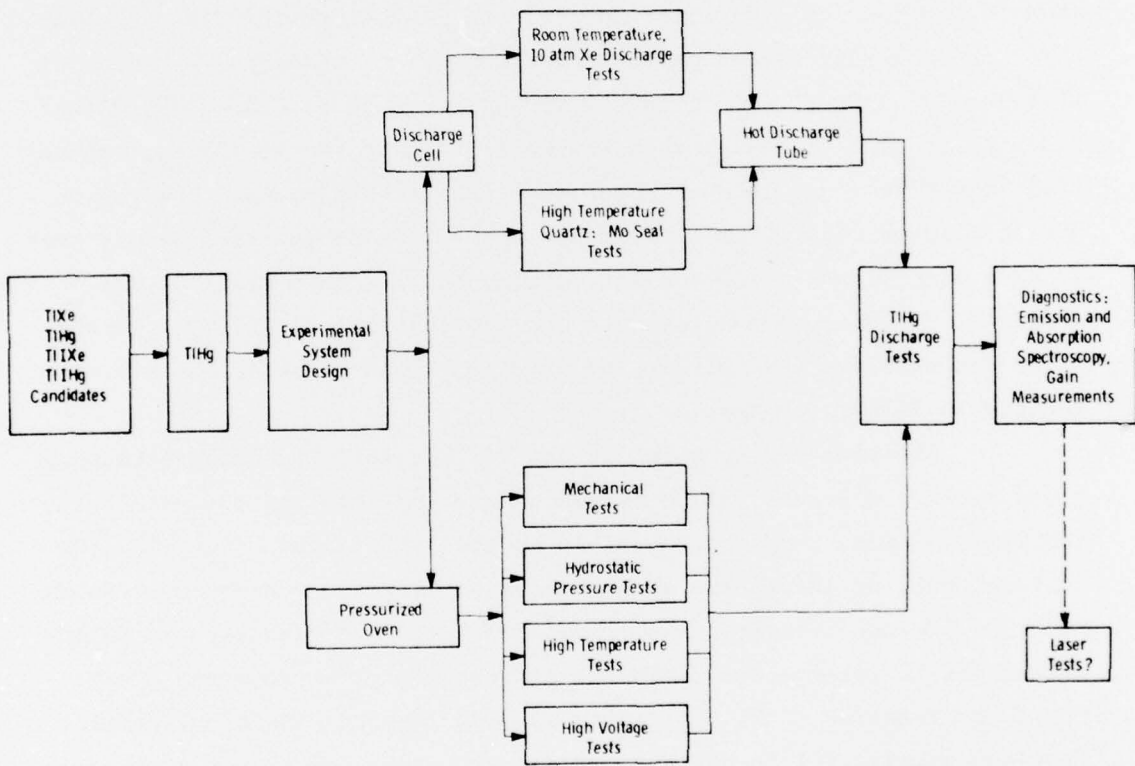 Room Temperature,
10 atm Xe Discharge
Tests
Discharge
Cell
Hot Discharge
Tube
High Temperature
Quartz: Mo Seal
Tests
TlXe
TlHg
TlIXe
TlIHg
Candidates
TlHg
Experimental
System
Design
TlHg
Discharge
Tests
Diagnostics:
Emission and
Absorption
Spectroscopy,
Gain
Measurements
Mechanical
Tests
Hydrostatic
Pressure Tests
Pressurized
Oven
High Temperature
Tests
High Voltage
Tests
Laser
Tests?